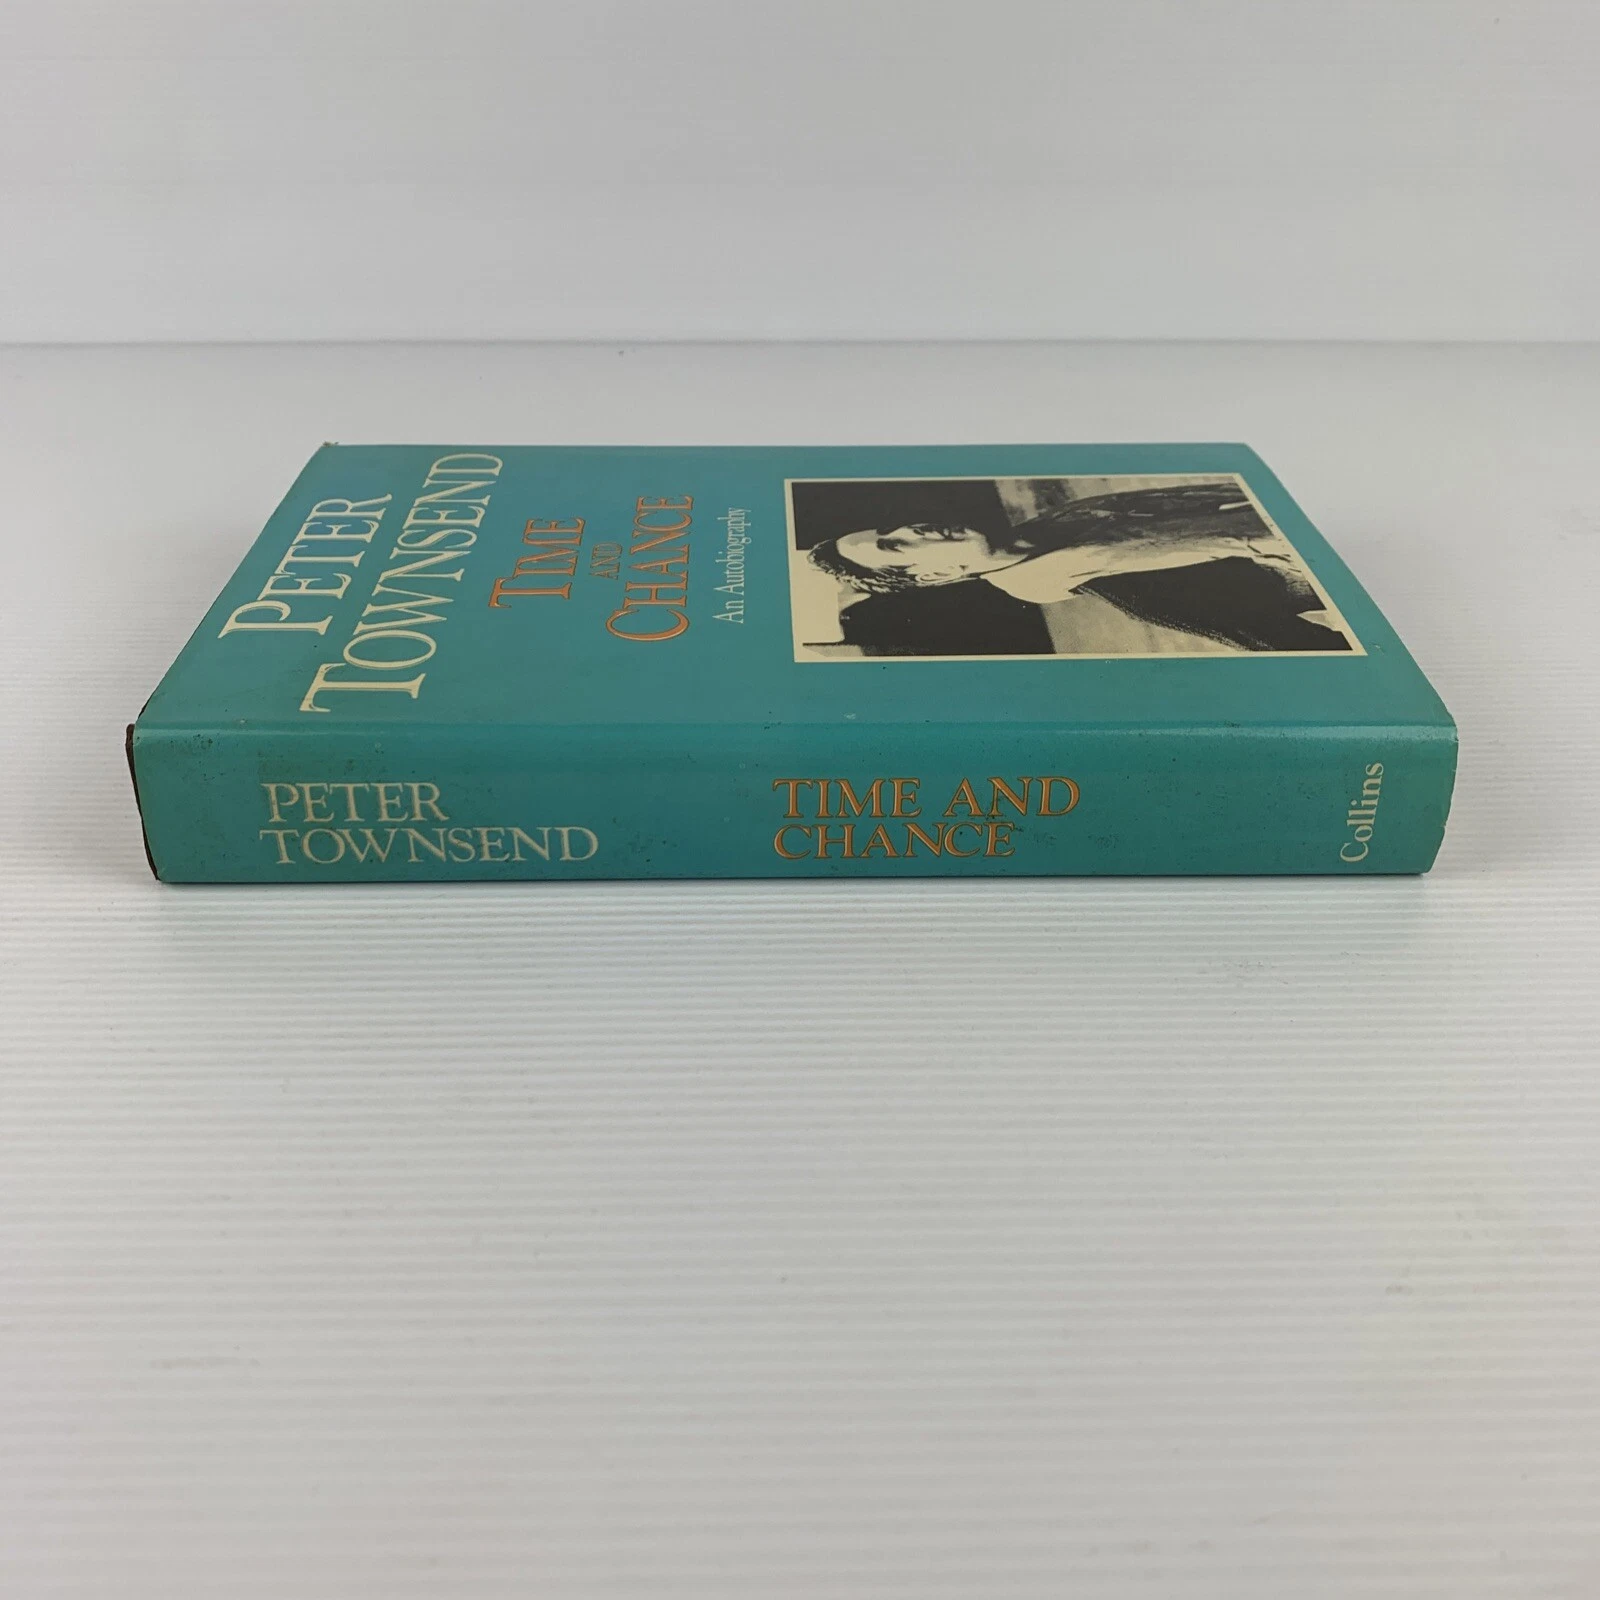 PETER
TOWNSEND
TIME
AND
CHANCE
An Autobiography
PETER
TOWNSEND
TIME AND
CHANCE
Collins